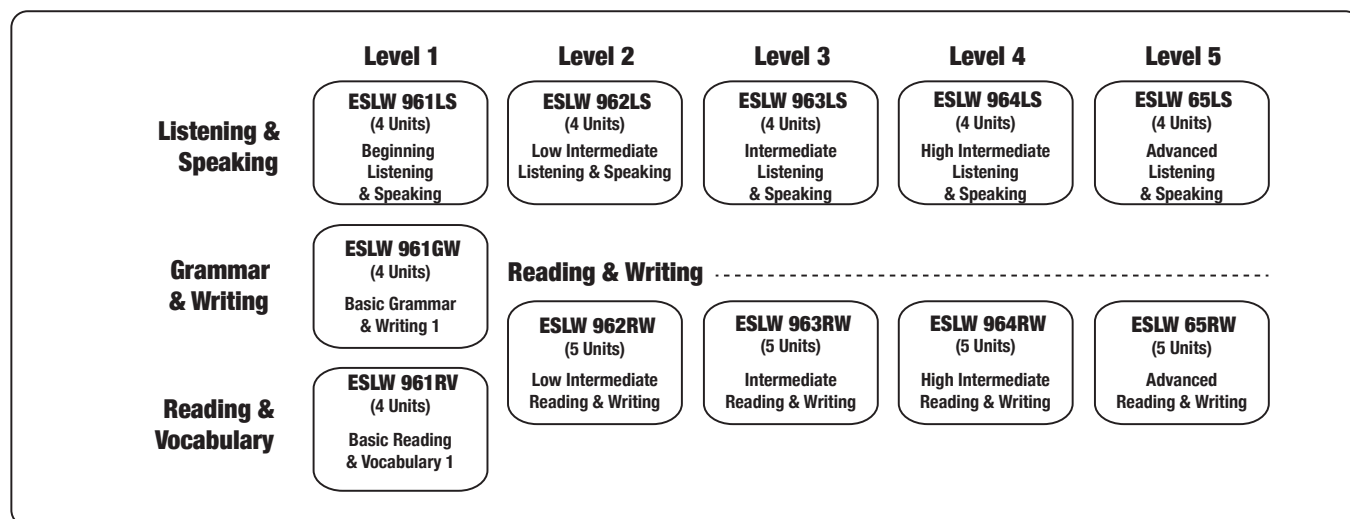 Level 1
Level 2
Level 3
Level 4
Level 5
Listening &
Speaking
ESLW 961LS
(4 Units)
Beginning
Listening
& Speaking
ESLW 962LS
(4 Units)
Low Intermediate
Listening & Speaking
ESLW 963LS
(4 Units)
Intermediate
Listening
& Speaking
ESLW 964LS
(4 Units)
High Intermediate
Listening
& Speaking
ESLW 65LS
(4 Units)
Advanced
Listening
& Speaking
Grammar
& Writing
ESLW 961GW
(4 Units)
Basic Grammar
& Writing 1
Reading & Writing
ESLW 962RW
(5 Units)
Low Intermediate
Reading & Writing
ESLW 963RW
(5 Units)
Intermediate
Reading & Writing
ESLW 964RW
(5 Units)
High Intermediate
Reading & Writing
ESLW 65RW
(5 Units)
Advanced
Reading & Writing
Reading &
Vocabulary
ESLW 961RV
(4 Units)
Basic Reading
& Vocabulary 1